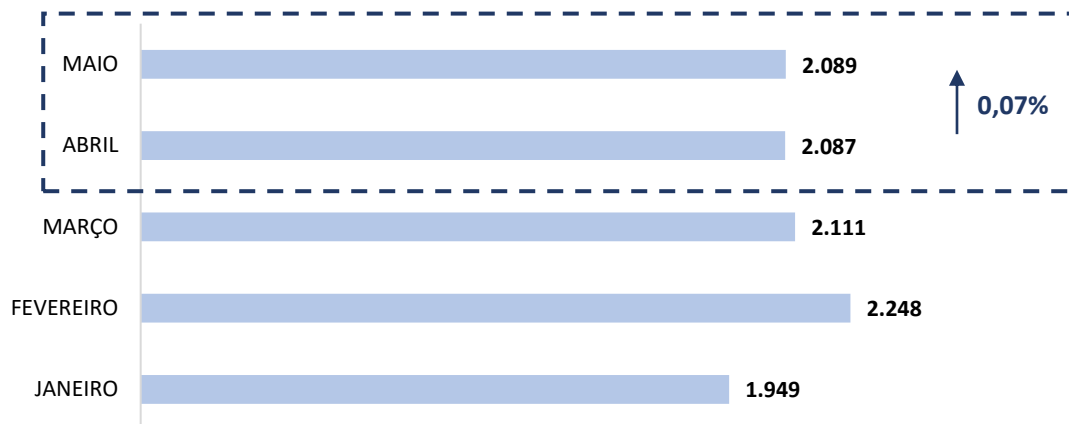 MAIO 2.089
0,07%
ABRIL 2.087
MARÇO 2.111
FEVEREIRO 2.248
JANEIRO 1.949